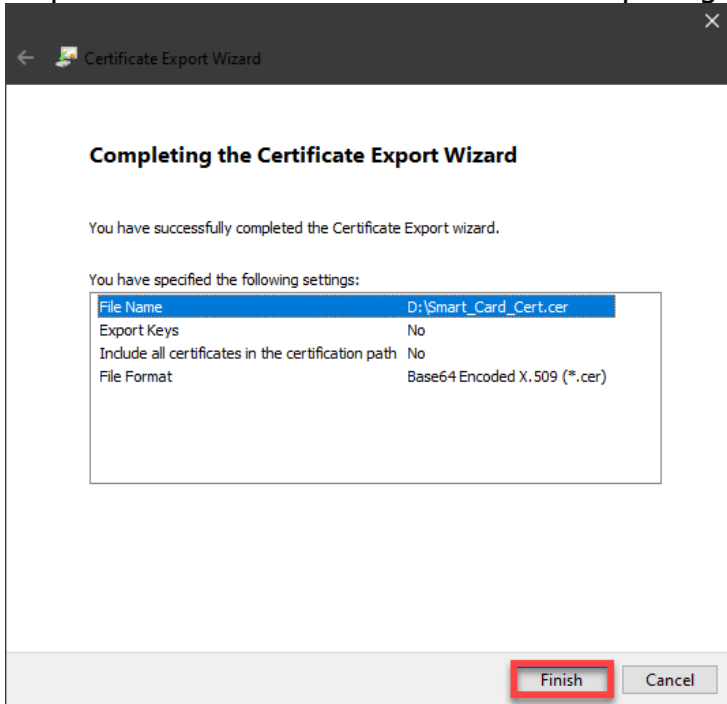 Certificate Export Wizard
Completing the Certificate Export Wizard
You have successfully completed the Certificate Export wizard.
You have specified the following settings:
File Name D:\Smart_Card_Cert.cer
Export Keys No
Include all certificates in the certification path No
File Format Base64 Encoded X.509 (*.cer)
Finish Cancel